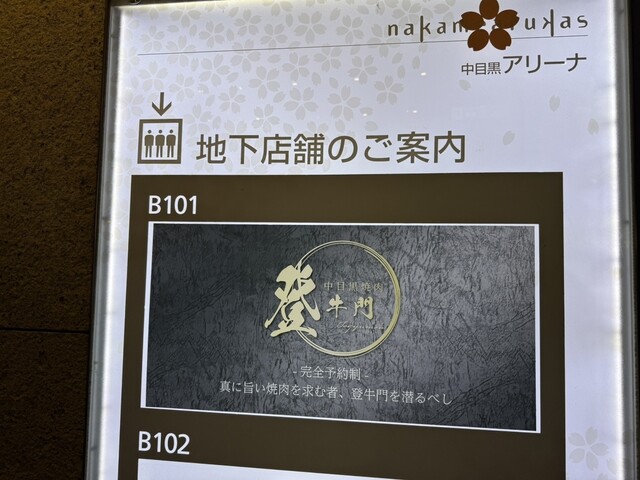 中目黒アリーナ
地下店舗のご案内
B101
中目黒焼肉
登牛門
- 完全予約制 -
真に旨い焼肉を求む者、登牛門を潜るべし
B102